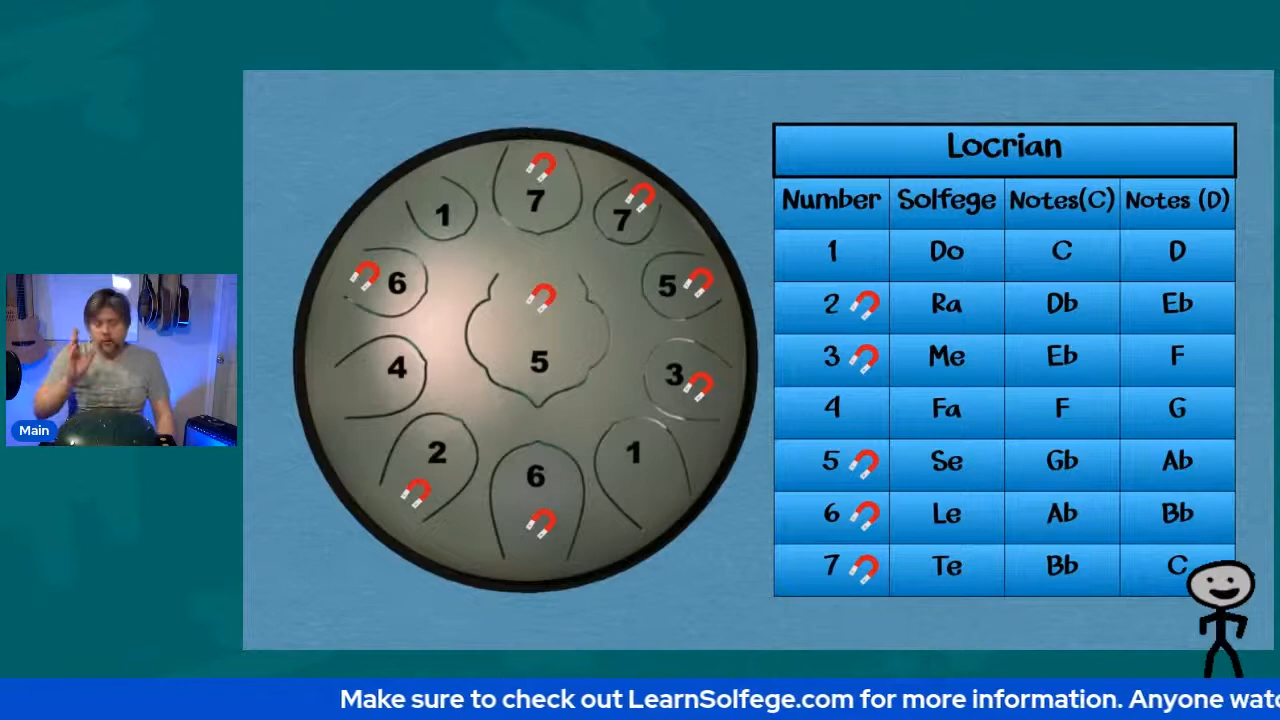 Locrian
Number Solfege Notes(C) Notes (D)
1 Do C D
2 Ra Db Eb
3 Me Eb F
4 Fa F G
5 Se Gb Ab
6 Le Ab Bb
7 Te Bb C
7
1
7
6
5
5
4
3
2
6
1
Main
Make sure to check out LearnSolfege.com for more information. Anyone